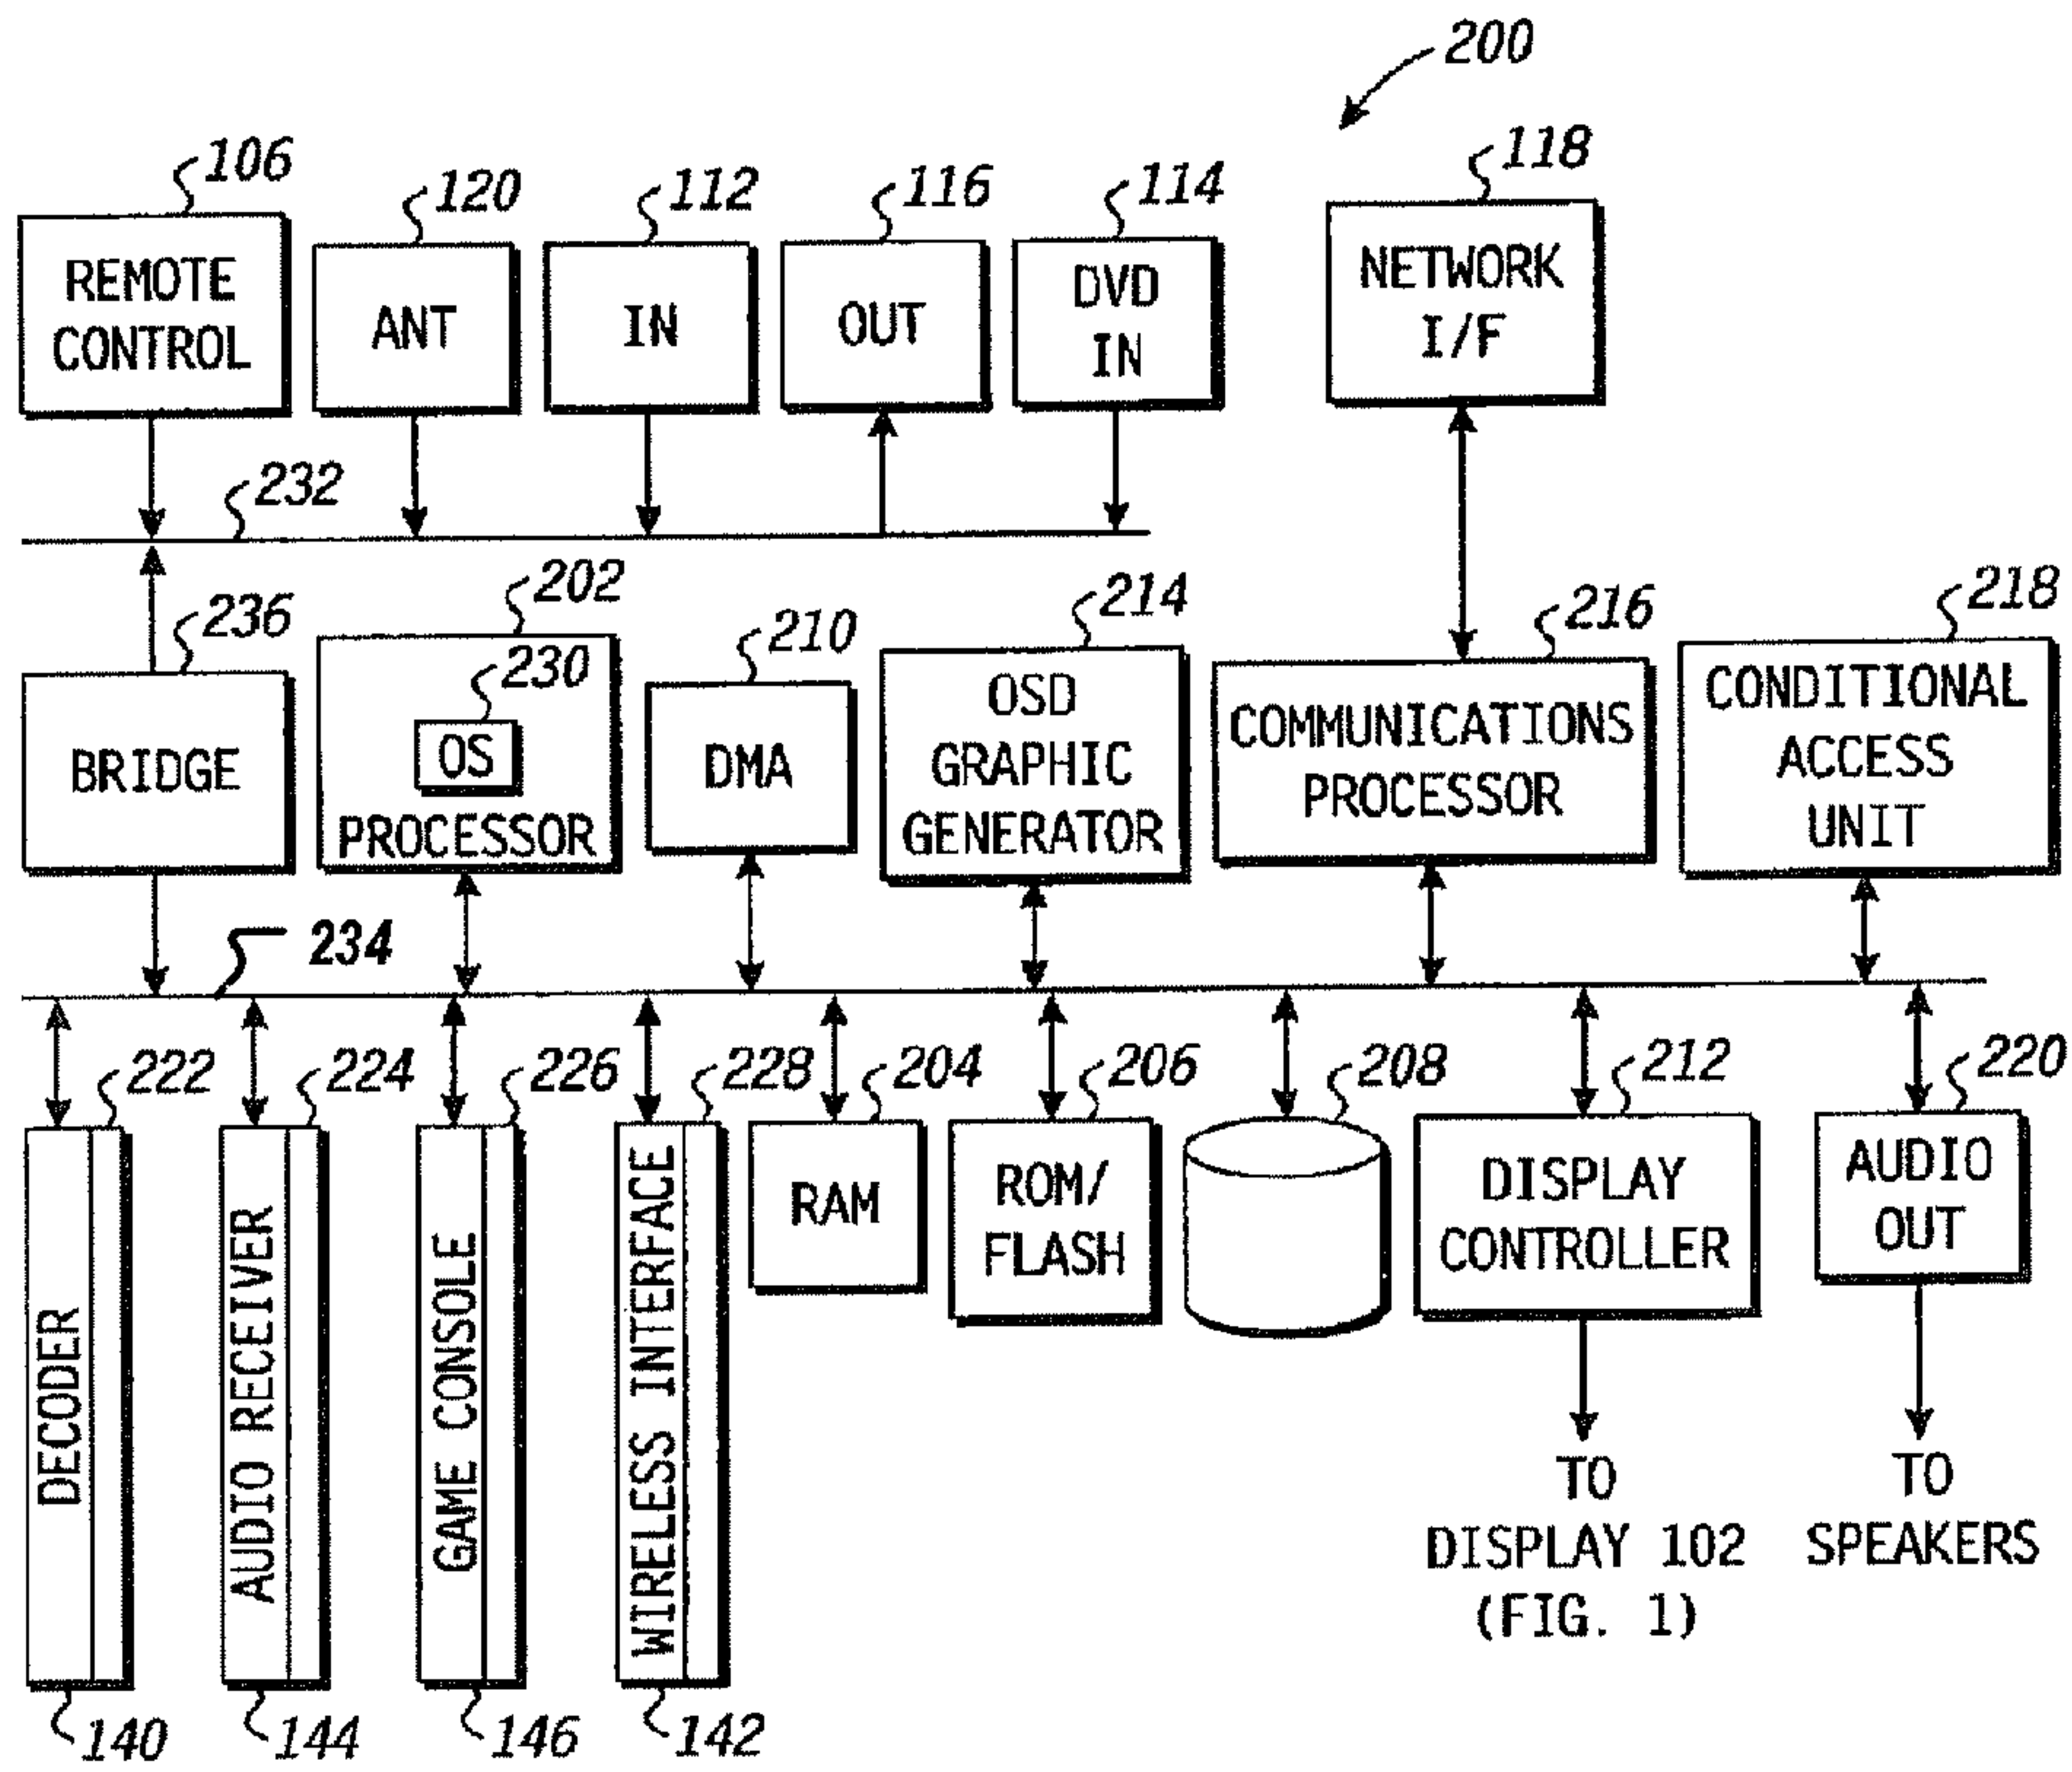 200
106
120
112
116
114
118
REMOTE
CONTROL
ANT
IN
OUT
DVD
IN
NETWORK
I/F
232
236
202
230
210
214
216
218
BRIDGE
OS
PROCESSOR
DMA
OSD
GRAPHIC
GENERATOR
COMMUNICATIONS
PROCESSOR
CONDITIONAL
ACCESS
UNIT
234
222
224
226
228
204
206
208
212
220
DECODER
AUDIO RECEIVER
GAME CONSOLE
WIRELESS INTERFACE
RAM
ROM/
FLASH
DISPLAY
CONTROLLER
AUDIO
OUT
TO
DISPLAY 102
(FIG. 1)
TO
SPEAKERS
140
144
146
142